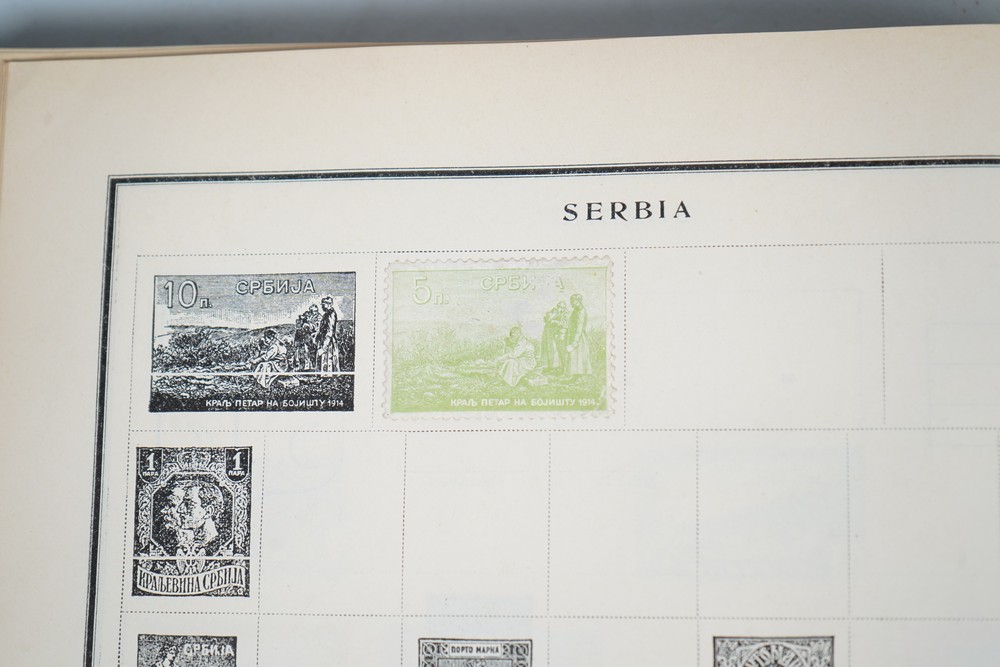 SERBIA
10 п. СРБИЈА
КРАЉ ПЕТАР НА БОЈИШТУ 1914
5 п. СРБИЈА
КРАЉ ПЕТАР НА БОЈИШТУ 1914.
1 1
ПАРА ПАРА
КРАЉЕВИНА СРБИЈА
СРБИЈА
ПОРТО МАРКА